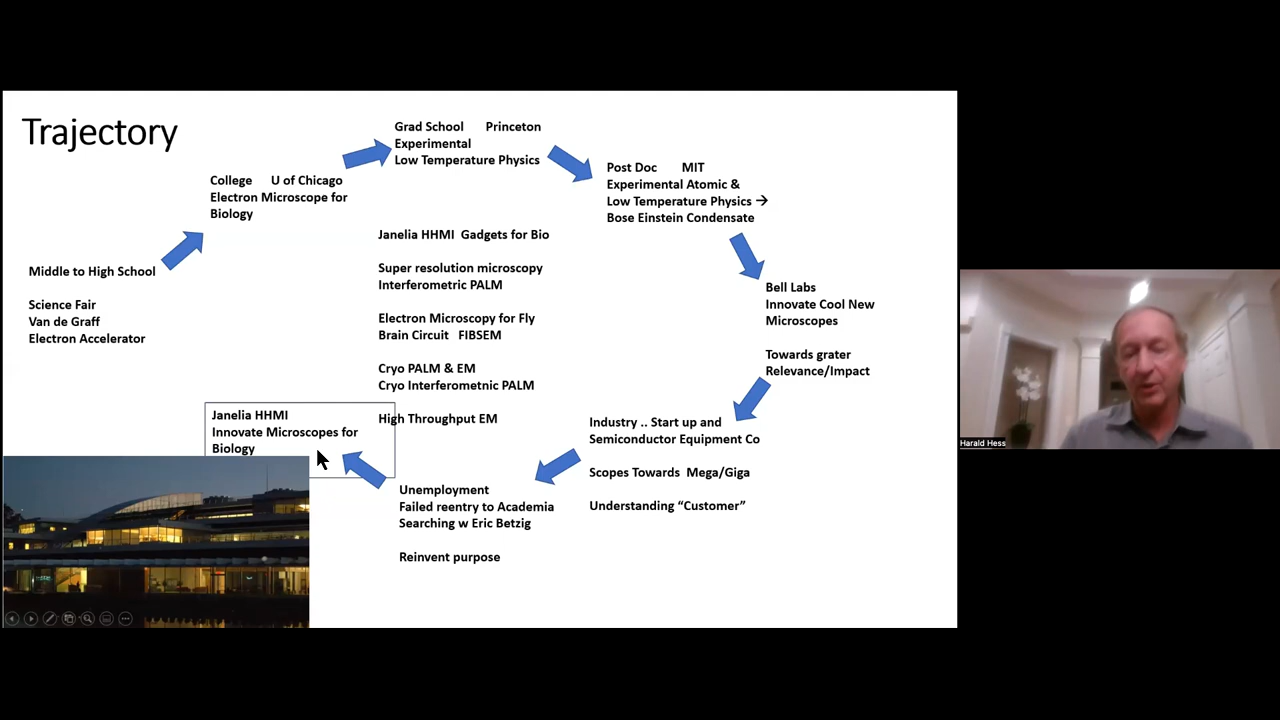 Trajectory
Middle to High School
Science Fair
Van de Graff
Electron Accelerator
College U of Chicago
Electron Microscope for
Biology
Grad School Princeton
Experimental
Low Temperature Physics
Post Doc MIT
Experimental Atomic &
Low Temperature Physics →
Bose Einstein Condensate
Bell Labs
Innovate Cool New
Microscopes
Towards grater
Relevance/Impact
Industry .. Start up and
Semiconductor Equipment Co
Scopes Towards Mega/Giga
Understanding “Customer”
Unemployment
Failed reentry to Academia
Searching w Eric Betzig
Reinvent purpose
Janelia HHMI
Innovate Microscopes for
Biology
Janelia HHMI Gadgets for Bio
Super resolution microscopy
Interferometric PALM
Electron Microscopy for Fly
Brain Circuit FIBSEM
Cryo PALM & EM
Cryo Interferometnic PALM
High Throughput EM
Harald Hess